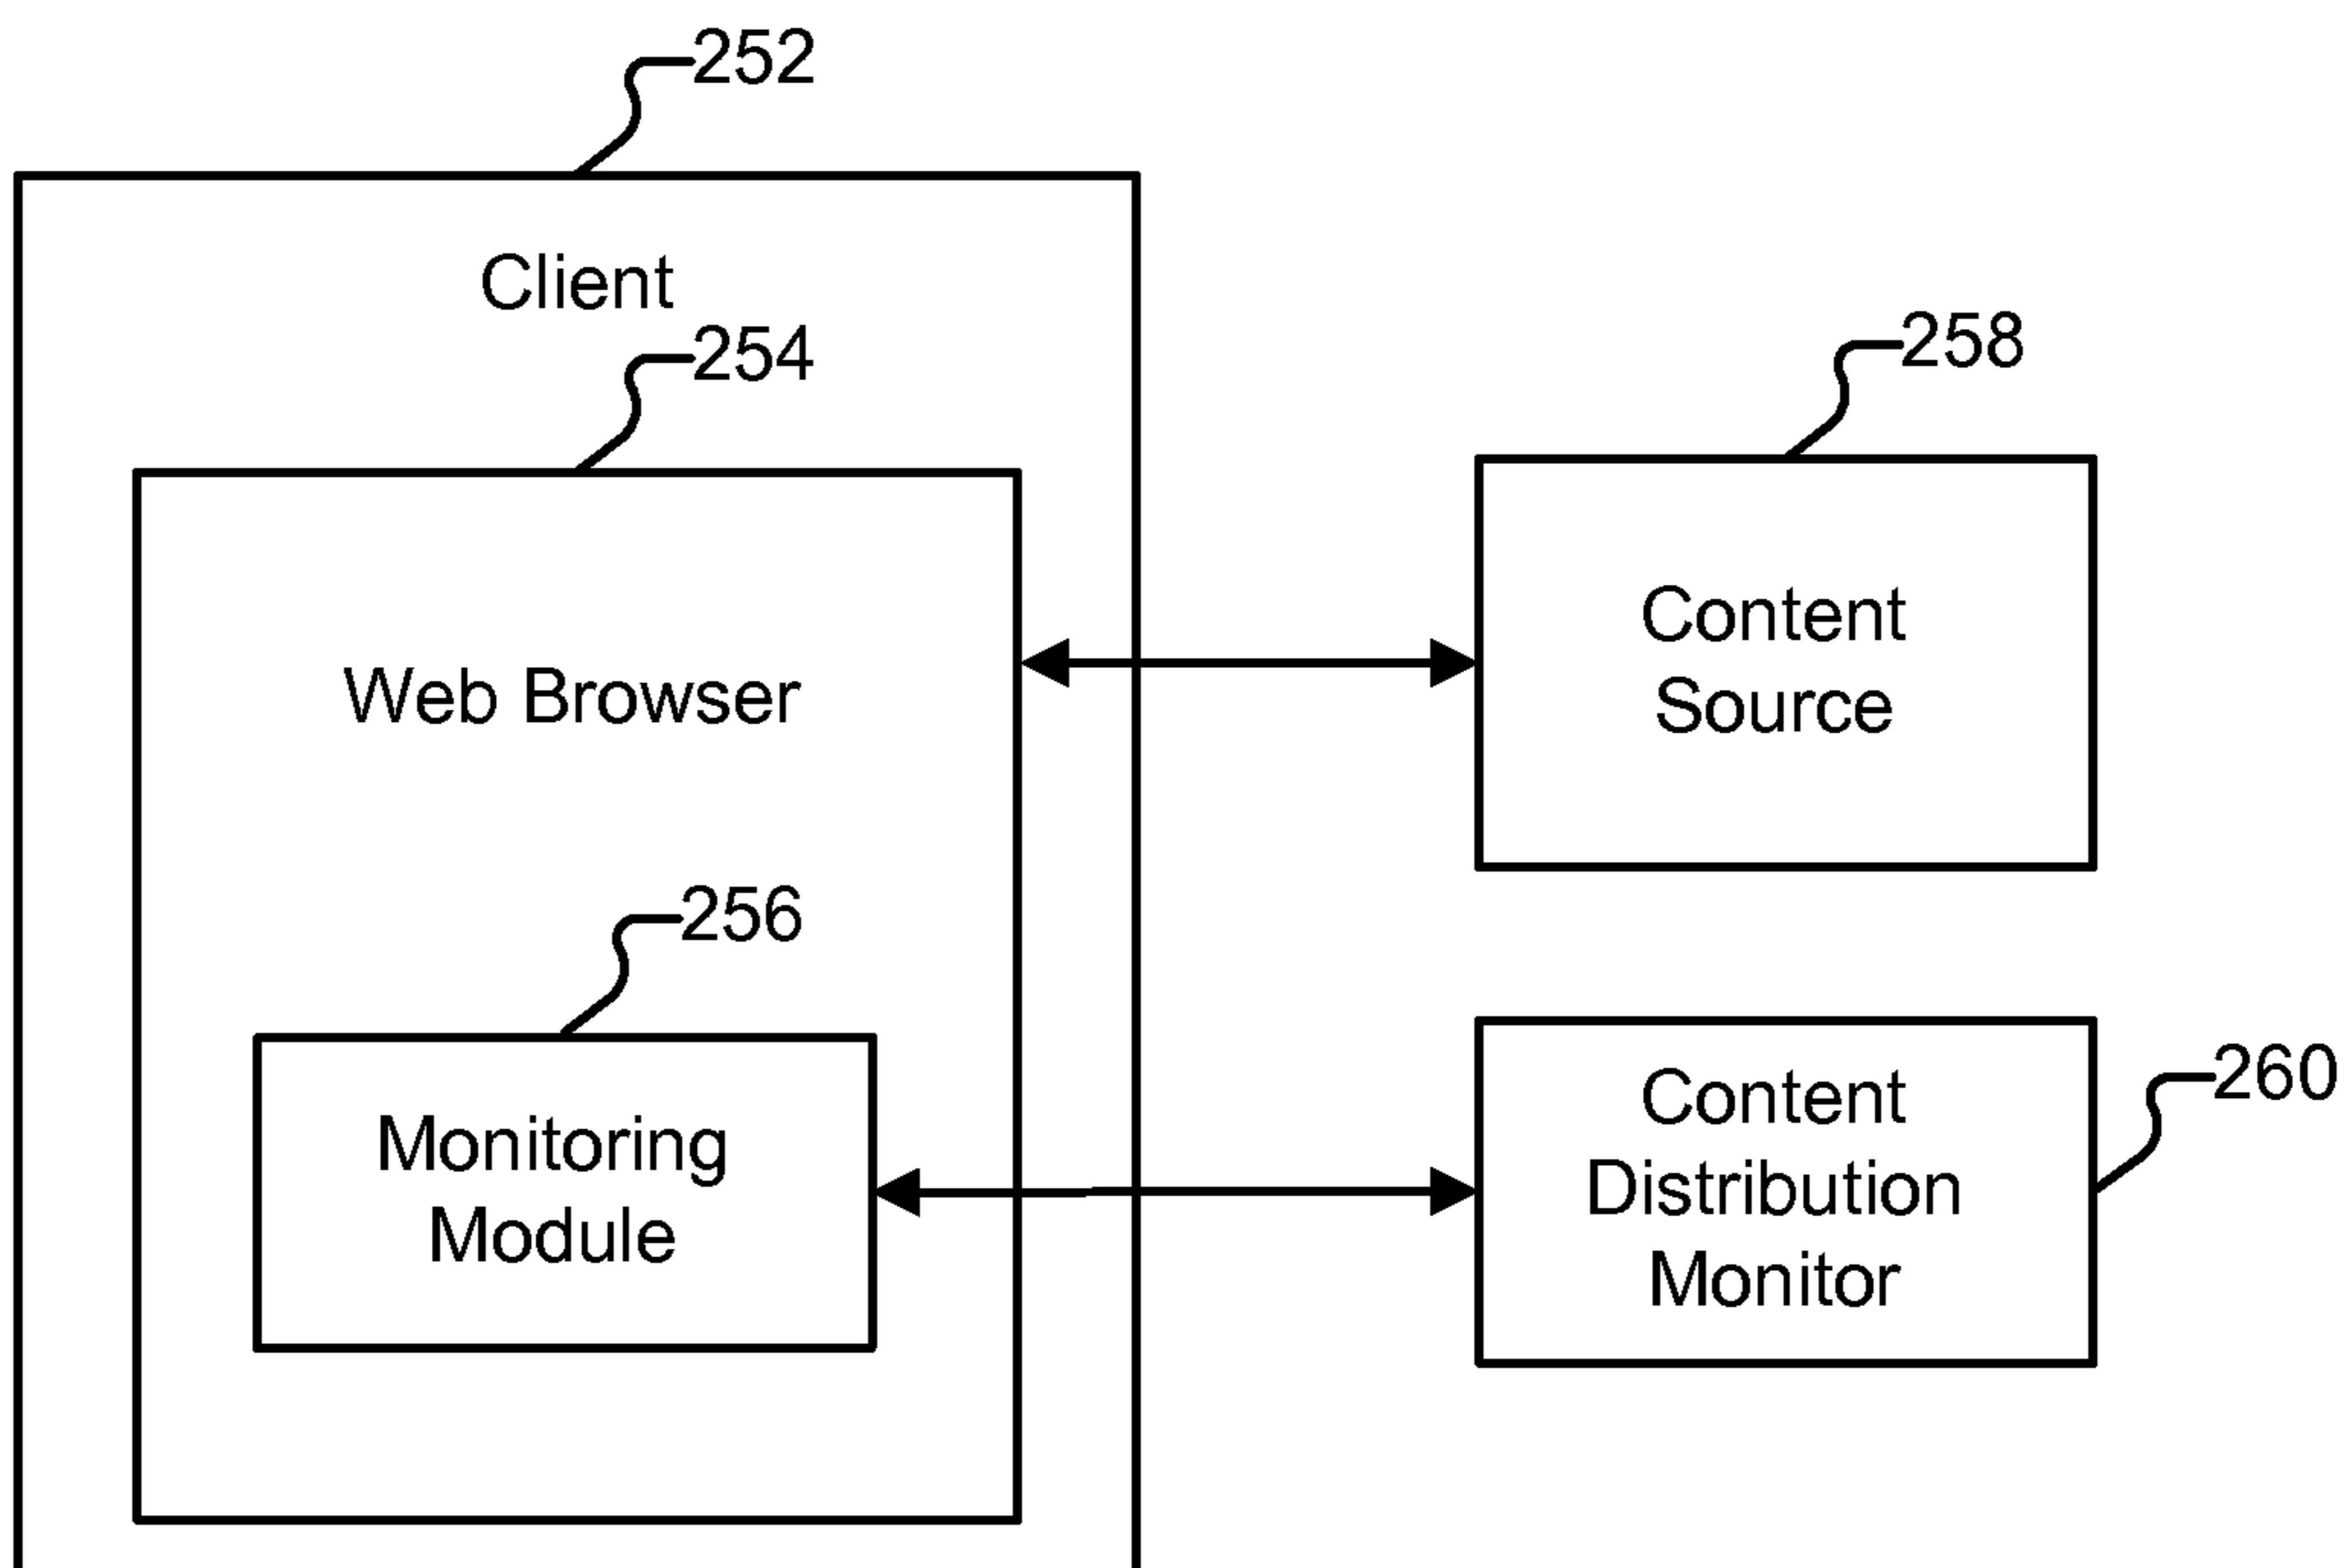 252
Client
254
258
Web Browser
Content
Source
256
Monitoring
Module
Content
Distribution
Monitor
260